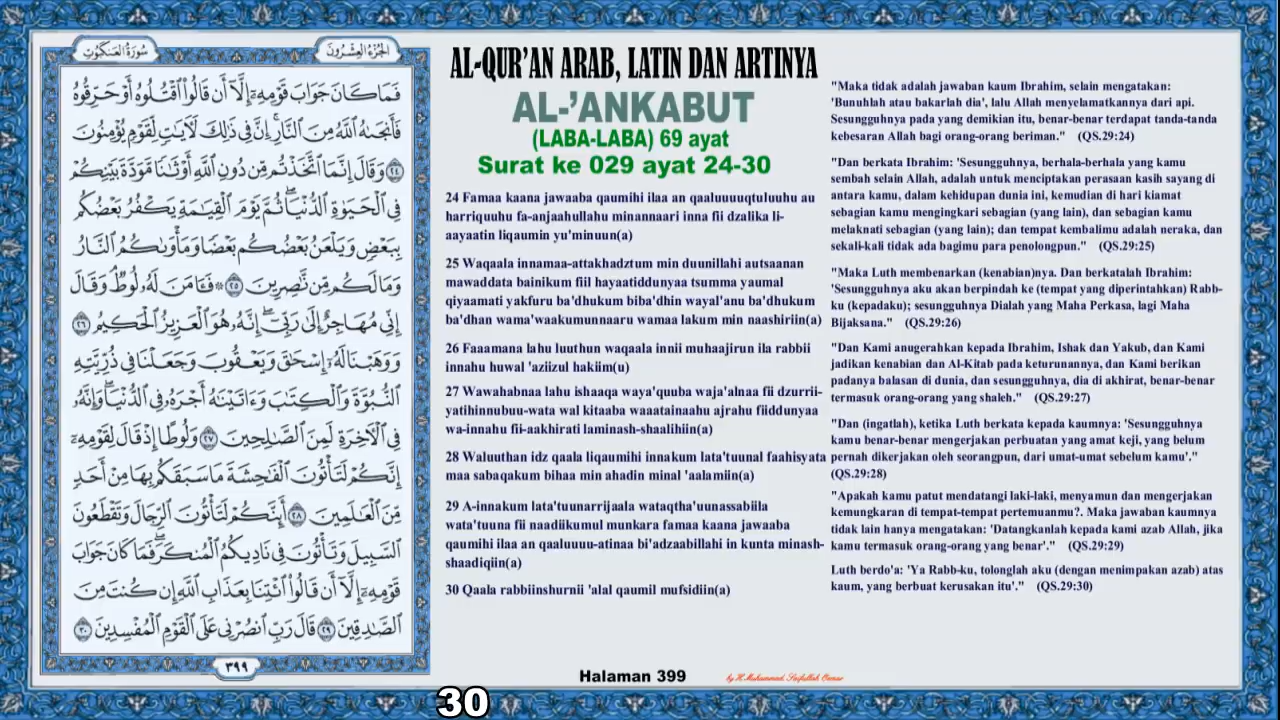 سورة العنكبوت
الجزء العشرون
فَمَا كَانَ جَوَابَ قَوْمِهِۦٓ إِلَّآ أَن قَالُوا۟ ٱقْتُلُوهُ أَوْ حَرِّقُوهُ
فَأَنجَىٰهُ ٱللَّهُ مِنَ ٱلنَّارِ ۚ إِنَّ فِى ذَٰلِكَ لَءَايَٰتٍ لِّقَوْمٍ يُؤْمِنُونَ
٢٤ وَقَالَ إِنَّمَا ٱتَّخَذْتُم مِّن دُونِ ٱللَّهِ أَوْثَٰنًا مَّوَدَّةَ بَيْنِكُمْ
فِى ٱلْحَيَوٰةِ ٱلدُّنْيَا ۖ ثُمَّ يَوْمَ ٱلْقِيَٰمَةِ يَكْفُرُ بَعْضُكُم
بِبَعْضٍ وَيَلْعَنُ بَعْضُكُم بَعْضًا وَمَأْوَىٰكُمُ ٱلنَّارُ
وَمَا لَكُم مِّن نَّٰصِرِينَ ٢٥ ۞ فَـَٔامَنَ لَهُۥ لُوطٌ ۘ وَقَالَ
إِنِّى مُهَاجِرٌ إِلَىٰ رَبِّىٓ ۖ إِنَّهُۥ هُوَ ٱلْعَزِيزُ ٱلْحَكِيمُ ٢٦
وَوَهَبْنَا لَهُۥٓ إِسْحَٰقَ وَيَعْقُوبَ وَجَعَلْنَا فِى ذُرِّيَّتِهِ
ٱلنُّبُوَّةَ وَٱلْكِتَٰبَ وَءَاتَيْنَٰهُ أَجْرَهُۥ فِى ٱلدُّنْيَا ۖ وَإِنَّهُۥ
فِى ٱلْءَاخِرَةِ لَمِنَ ٱلصَّٰلِحِينَ ٢٧ وَلُوطًا إِذْ قَالَ لِقَوْمِهِۦٓ
إِنَّكُمْ لَتَأْتُونَ ٱلْفَٰحِشَةَ مَا سَبَقَكُم بِهَا مِنْ أَحَدٍ
مِّنَ ٱلْعَٰلَمِينَ ٢٨ أَئِنَّكُمْ لَتَأْتُونَ ٱلرِّجَالَ وَتَقْطَعُونَ
ٱلسَّبِيلَ وَتَأْتُونَ فِى نَادِيكُمُ ٱلْمُنكَرَ ۖ فَمَا كَانَ جَوَابَ
قَوْمِهِۦٓ إِلَّآ أَن قَالُوا۟ ٱئْتِنَا بِعَذَابِ ٱللَّهِ إِن كُنتَ مِنَ
ٱلصَّٰدِقِينَ ٢٩ قَالَ رَبِّ ٱنصُرْنِى عَلَى ٱلْقَوْمِ ٱلْمُفْسِدِينَ ٣٠
٣٩٩
AL-QUR'AN ARAB, LATIN DAN ARTINYA
AL-'ANKABUT
(LABA-LABA) 69 ayat
Surat ke 029 ayat 24-30
24 Famaa kaana jawaaba qaumihi ilaa an qaaluuuuqtuluuhu au
harriquuhu fa-anjaahullahu minannaari inna fii dzalika li-
aayaatin liqaumin yu'minuun(a)
25 Waqaala innamaa-attakhadztum min duunillahi autsaanan
mawaddata bainikum fiil hayaatiddunyaa tsumma yaumal
qiyaamati yakfuru ba'dhukum biba'dhin wayal'anu ba'dhukum
ba'dhan wama'waakumunnaaru wamaa lakum min naashiriin(a)
26 Faaamana lahu luuthun waqaala innii muhaajirun ila rabbii
innahu huwal 'aziizul hakiim(u)
27 Wawahabnaa lahu ishaaqa waya'quuba waja'alnaa fii dzurrii-
yatihinnubuu-wata wal kitaaba waaatainaahu ajrahu fiiddunyaa
wa-innahu fii-aakhirati laminash-shaalihiin(a)
28 Waluuthan idz qaala liqaumihi innakum lata'tuunal faahisyata
maa sabaqakum bihaa min ahadin minal 'aalamiin(a)
29 A-innakum lata'tuunarrijaala wataqtha'uunassabiila
wata'tuuna fii naadiikumul munkara famaa kaana jawaaba
qaumihi ilaa an qaaluuuu-atinaa bi'adzaabillahi in kunta minash-
shaadiqiin(a)
30 Qaala rabbiinshurnii 'alal qaumil mufsidiin(a)
"Maka tidak adalah jawaban kaum Ibrahim, selain mengatakan:
'Bunuhlah atau bakarlah dia', lalu Allah menyelamatkannya dari api.
Sesungguhnya pada yang demikian itu, benar-benar terdapat tanda-tanda
kebesaran Allah bagi orang-orang beriman." (QS.29:24)
"Dan berkata Ibrahim: 'Sesungguhnya, berhala-berhala yang kamu
sembah selain Allah, adalah untuk menciptakan perasaan kasih sayang di
antara kamu, dalam kehidupan dunia ini, kemudian di hari kiamat
sebagian kamu mengingkari sebagian (yang lain), dan sebagian kamu
melaknati sebagian (yang lain); dan tempat kembalimu adalah neraka, dan
sekali-kali tidak ada bagimu para penolongpun." (QS.29:25)
"Maka Luth membenarkan (kenabian)nya. Dan berkatalah Ibrahim:
'Sesungguhnya aku akan berpindah ke (tempat yang diperintahkan) Rabb-
ku (kepadaku); sesungguhnya Dialah yang Maha Perkasa, lagi Maha
Bijaksana." (QS.29:26)
"Dan Kami anugerahkan kepada Ibrahim, Ishak dan Yakub, dan Kami
jadikan kenabian dan Al-Kitab pada keturunannya, dan Kami berikan
padanya balasan di dunia, dan sesungguhnya, dia di akhirat, benar-benar
termasuk orang-orang yang shaleh." (QS.29:27)
"Dan (ingatlah), ketika Luth berkata kepada kaumnya: 'Sesungguhnya
kamu benar-benar mengerjakan perbuatan yang amat keji, yang belum
pernah dikerjakan oleh seorangpun, dari umat-umat sebelum kamu'."
(QS.29:28)
"Apakah kamu patut mendatangi laki-laki, menyamun dan mengerjakan
kemungkaran di tempat-tempat pertemuanmu?. Maka jawaban kaumnya
tidak lain hanya mengatakan: 'Datangkanlah kepada kami azab Allah, jika
kamu termasuk orang-orang yang benar'." (QS.29:29)
Luth berdo'a: 'Ya Rabb-ku, tolonglah aku (dengan menimpakan azab) atas
kaum, yang berbuat kerusakan itu'." (QS.29:30)
Halaman 399
by H.Muhammad. Saifullah Oemar
30